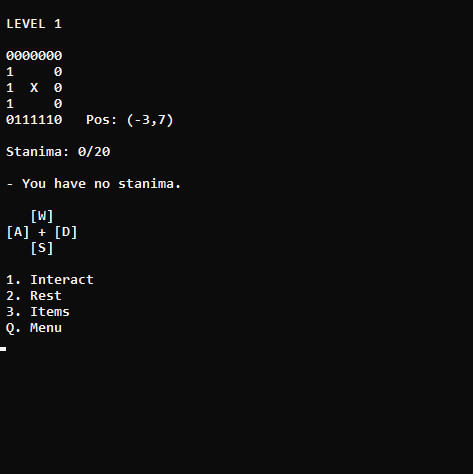 LEVEL 1
0000000
1     0
1  X  0
1     0
0111110   Pos: (-3,7)
Stanima: 0/20
- You have no stanima.
[W]
[A] + [D]
[S]
1. Interact
2. Rest
3. Items
Q. Menu